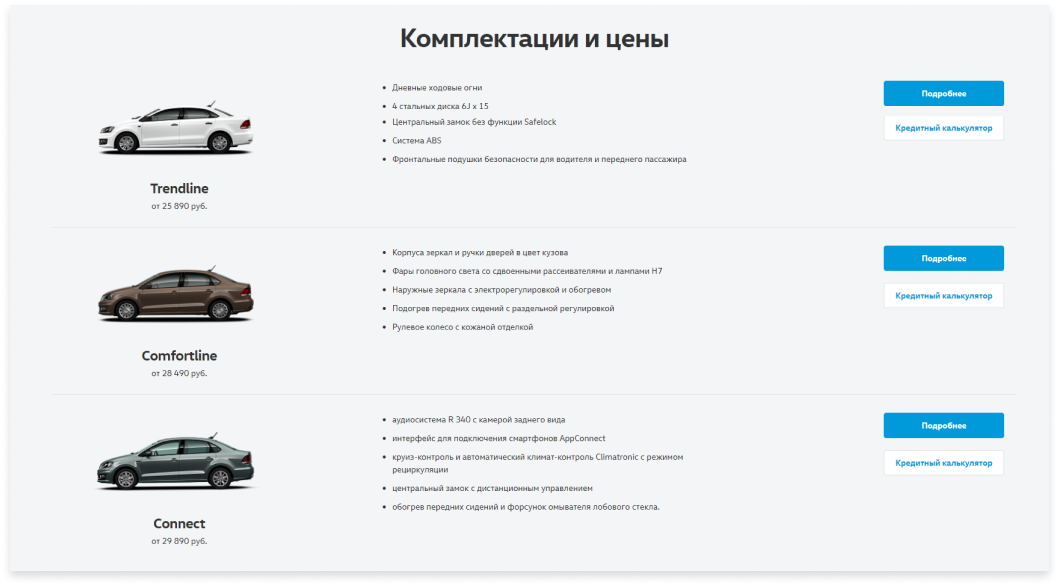 Комплектации и цены
Дневные ходовые огни
4 стальных диска 6J x 15
Центральный замок без функции Safelock
Система ABS
Фронтальные подушки безопасности для водителя и переднего пассажира
Подробнее
Кредитный калькулятор
Trendline
от 25 890 руб.
Корпуса зеркал и ручки дверей в цвет кузова
Фары головного света со сдвоенными рассеивателями и лампами H7
Наружные зеркала с электрорегулировкой и обогревом
Подогрев передних сидений с раздельной регулировкой
Рулевое колесо с кожаной отделкой
Подробнее
Кредитный калькулятор
Comfortline
от 28 490 руб.
аудиосистема R 340 с камерой заднего вида
интерфейс для подключения смартфонов AppConnect
круиз-контроль и автоматический климат-контроль Climatronic с режимом
рециркуляции
центральный замок с дистанционным управлением
обогрев передних сидений и форсунок омывателя лобового стекла.
Подробнее
Кредитный калькулятор
Connect
от 29 890 руб.